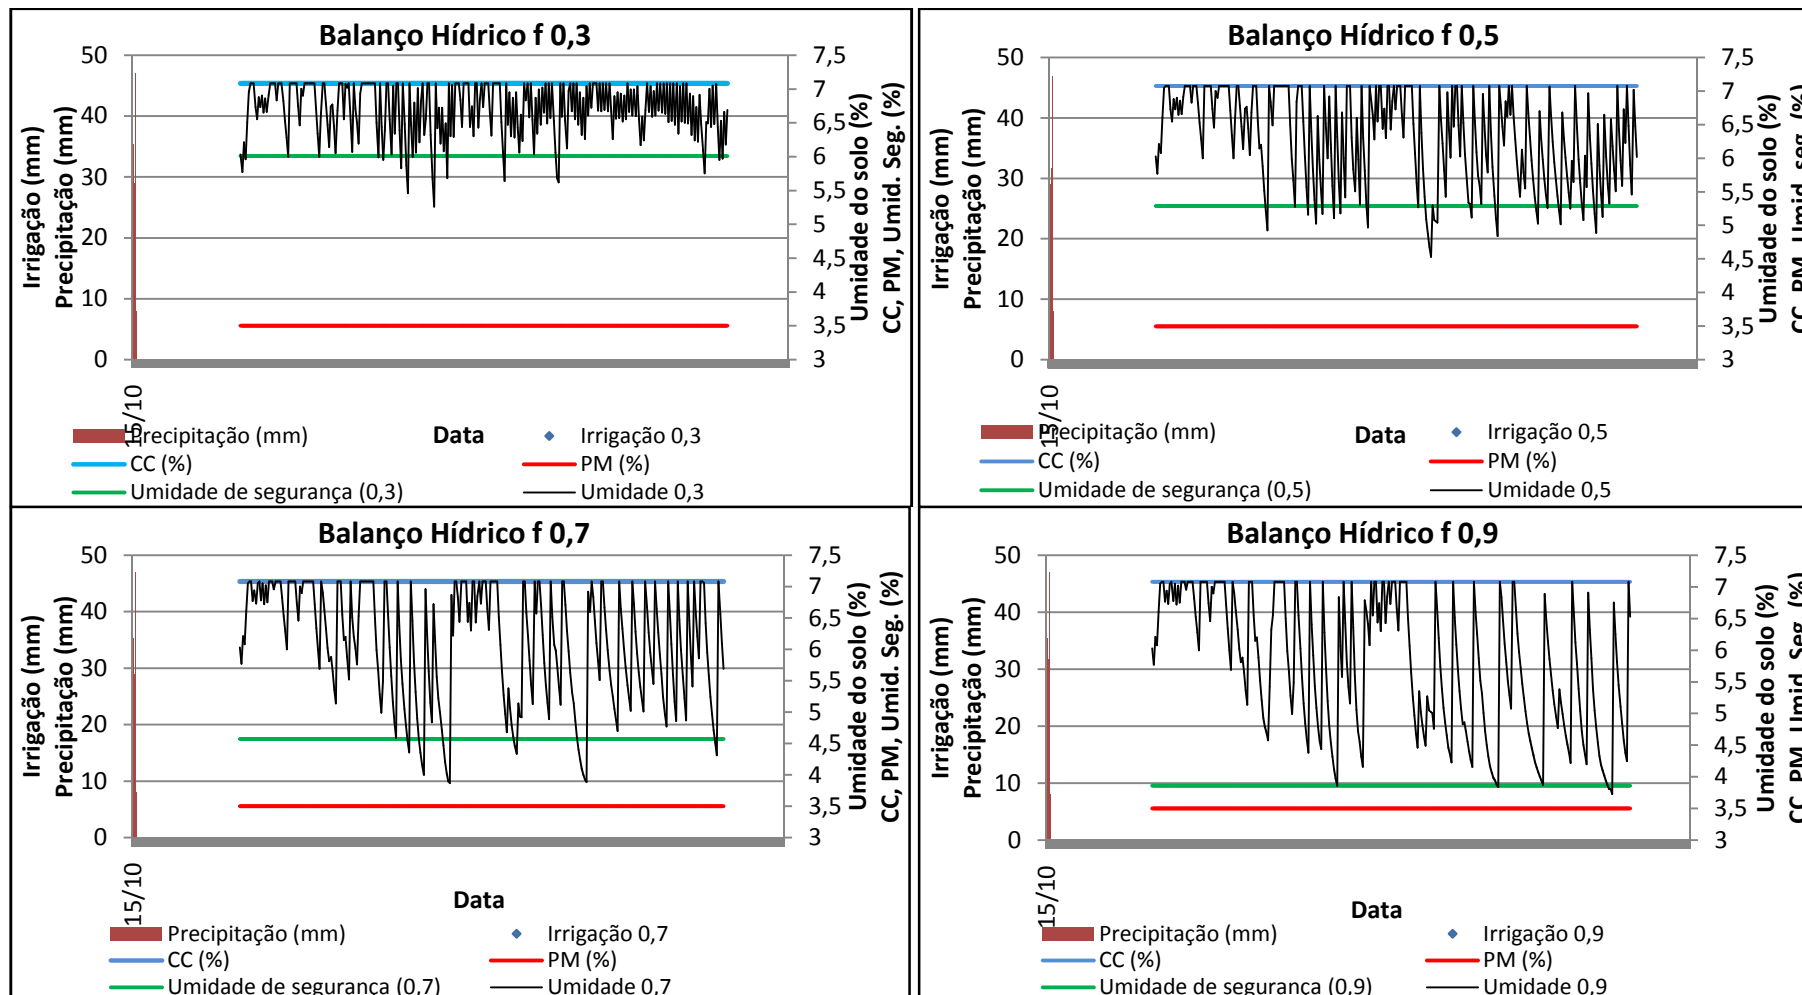 Balanço Hídrico f 0,3
50
40
30
20
10
0
7,5
7
6,5
6
5,5
5
4,5
4
3,5
3
Irrigação (mm)
Precipitação (mm)
Umidade do solo (%)
CC, PM, Umid. Seg. (%)
15/10
Data
Precipitação (mm)
Irrigação 0,3
CC (%)
PM (%)
Umidade de segurança (0,3)
Umidade 0,3
Balanço Hídrico f 0,5
50
40
30
20
10
0
7,5
7
6,5
6
5,5
5
4,5
4
3,5
3
Irrigação (mm)
Precipitação (mm)
Umidade do solo (%)
CC, PM, Umid. seg. (%)
15/10
Data
Precipitação (mm)
Irrigação 0,5
CC (%)
PM (%)
Umidade de segurança (0,5)
Umidade 0,5
Balanço Hídrico f 0,7
50
40
30
20
10
0
7,5
7
6,5
6
5,5
5
4,5
4
3,5
3
Irrigação (mm)
Precipitação (mm)
Umidade do solo (%)
CC, PM, Umid. Seg. (%)
15/10
Data
Precipitação (mm)
Irrigação 0,7
CC (%)
PM (%)
Umidade de segurança (0,7)
Umidade 0,7
Balanço Hídrico f 0,9
50
40
30
20
10
0
7,5
7
6,5
6
5,5
5
4,5
4
3,5
3
Irrigação (mm)
Precipitação (mm)
Umidade do solo (%)
CC, PM, Umid. Seg. (%)
15/10
Data
Precipitação (mm)
Irrigação 0,9
CC (%)
PM (%)
Umidade de segurança (0,9)
Umidade 0,9